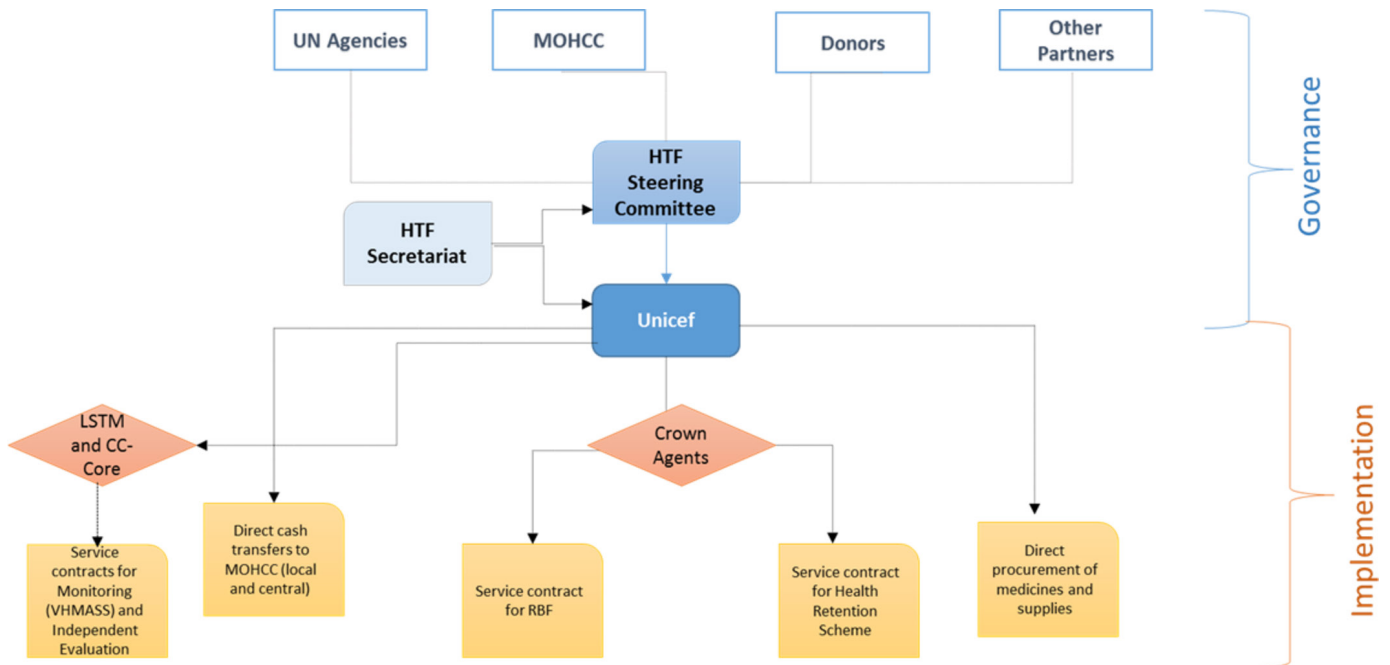 UN Agencies
MOHCC
Donors
Other
Partners
HTF
Steering
Committee
HTF
Secretariat
Unicef
Governance
LSTM
and CC-
Core
Crown
Agents
Service
contracts for
Monitoring
(VHMASS) and
Independent
Evaluation
Direct cash
transfers to
MOHCC (local
and central)
Service contract
for RBF
Service contract
for Health
Retention
Scheme
Direct
procurement of
medicines and
supplies
Implementation